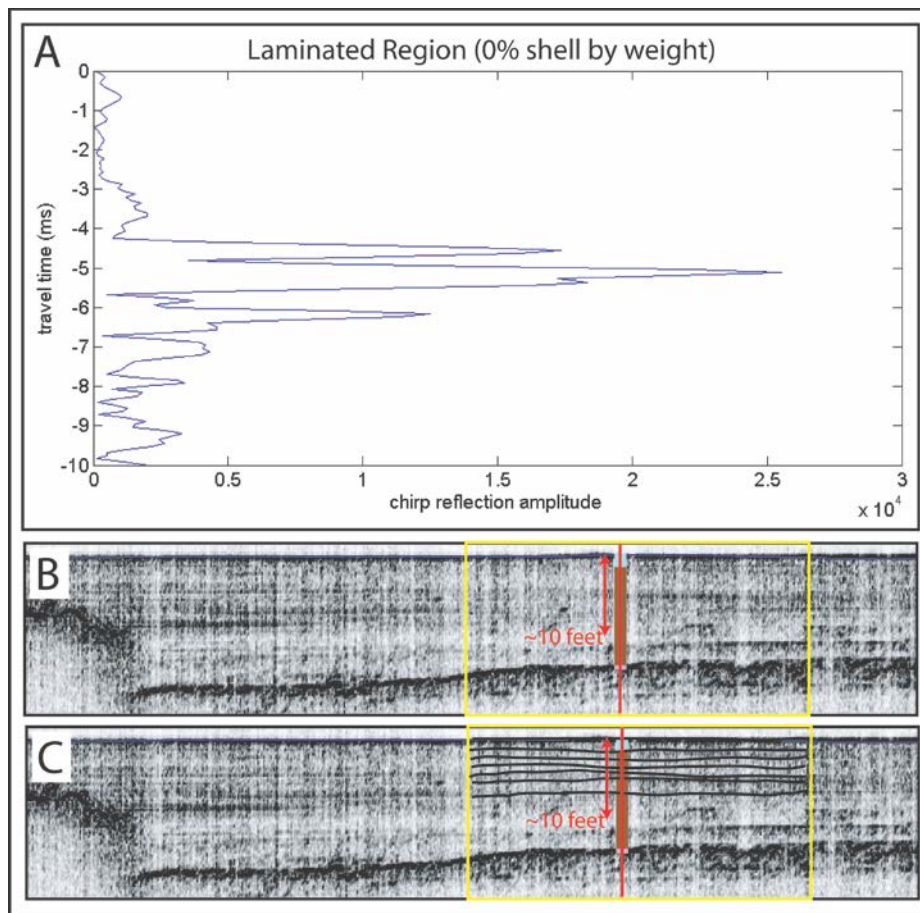 A
Laminated Region (0% shell by weight)
0
-1
-2
-3
-4
-5
-6
-7
-8
-9
-10
travel time (ms)
0
0.5
1
1.5
2
2.5
3
chirp reflection amplitude
x 10^4
B
~10 feet
C
~10 feet